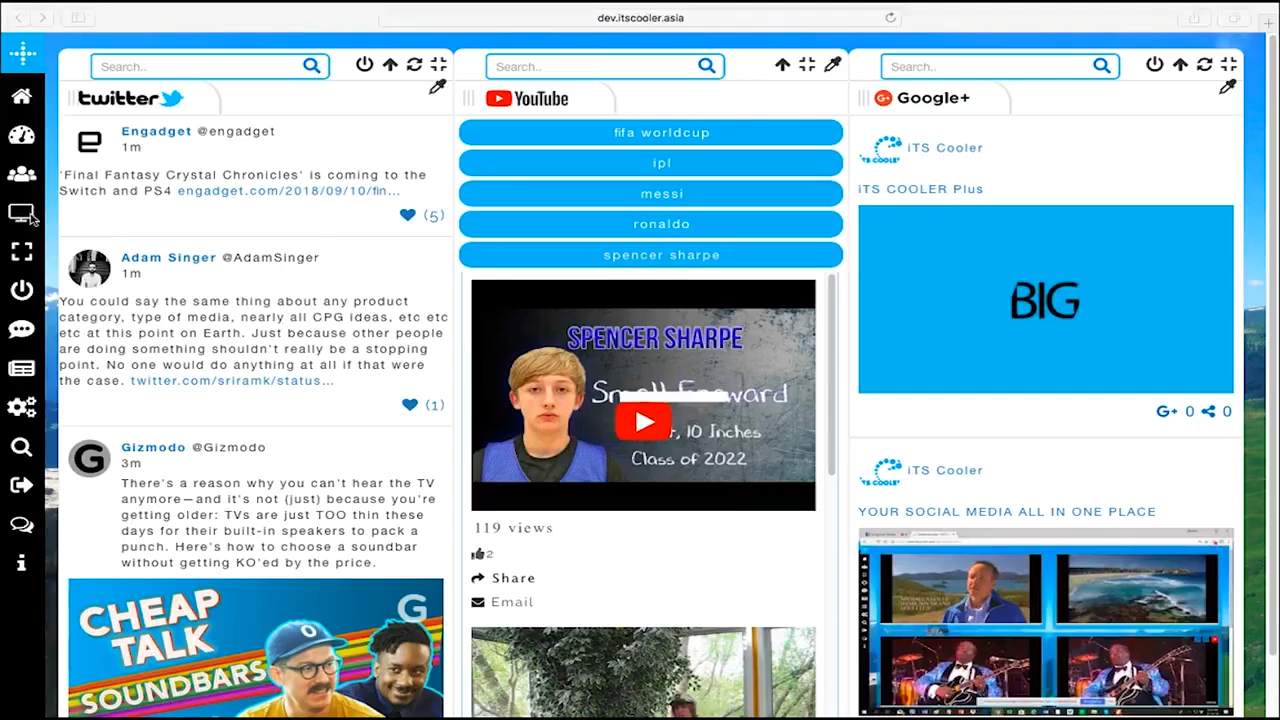 dev.itscooler.asia
Search..
twitter
Engadget @engadget
1m
'Final Fantasy Crystal Chronicles' is coming to the
Switch and PS4 engadget.com/2018/09/10/fin...
(5)
Adam Singer @AdamSinger
1m
You could say the same thing about any product
category, type of media, nearly all CPG ideas, etc etc
etc at this point on Earth. Just because other people
are doing something shouldn't really be a stopping
point. No one would do anything at all if that were
the case. twitter.com/sriramk/status...
(1)
G
Gizmodo @Gizmodo
3m
There's a reason why you can't hear the TV
anymore—and it's not (just) because you're
getting older: TVs are just TOO thin these
days for their built-in speakers to pack a
punch. Here's how to choose a soundbar
without getting KO'ed by the price.
CHEAP
TALK
SOUNDBARS
G
Search..
YouTube
fifa worldcup
ipl
messi
ronaldo
spencer sharpe
SPENCER SHARPE
Small Forward
10 Inches
Class of 2022
119 views
2
Share
Email
Search..
G+ Google+
iTS COOLER
iTS Cooler
iTS COOLER Plus
BIG
G+ 0 0
iTS COOLER
iTS Cooler
YOUR SOCIAL MEDIA ALL IN ONE PLACE